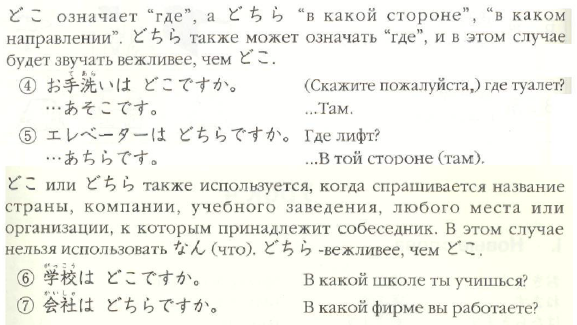 どこ означает “где”, а どちら “в какой стороне”, “в каком
направлении”. どちら также может означать “где”, и в этом случае
будет звучать вежливее, чем どこ.
④ お手洗いは どこですか。 (Скажите пожалуйста,) где туалет?
…あそこです。 ...Там.
⑤ エレベーターは どちらですか。 Где лифт?
…あちらです。 ...В той стороне (там).
どこ или どちら также используется, когда спрашивается название
страны, компании, учебного заведения, любого места или
организации, к которым принадлежит собеседник. В этом случае
нельзя использовать なん (что). どちら -вежливее, чем どこ.
⑥ 学校は どこですか。 В какой школе ты учишься?
⑦ 会社は どちらですか。 В какой фирме вы работаете?